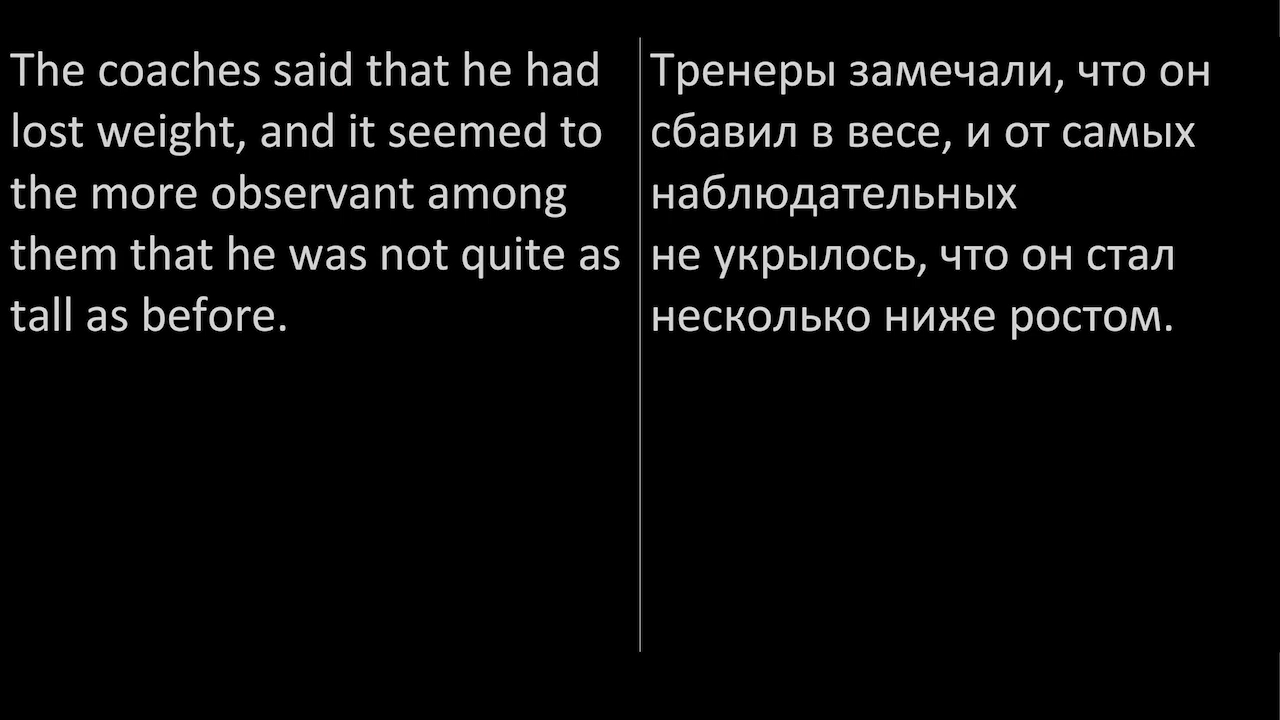 The coaches said that he had
lost weight, and it seemed to
the more observant among
them that he was not quite as
tall as before.
Тренеры замечали, что он
сбавил в весе, и от самых
наблюдательных
не укрылось, что он стал
несколько ниже ростом.